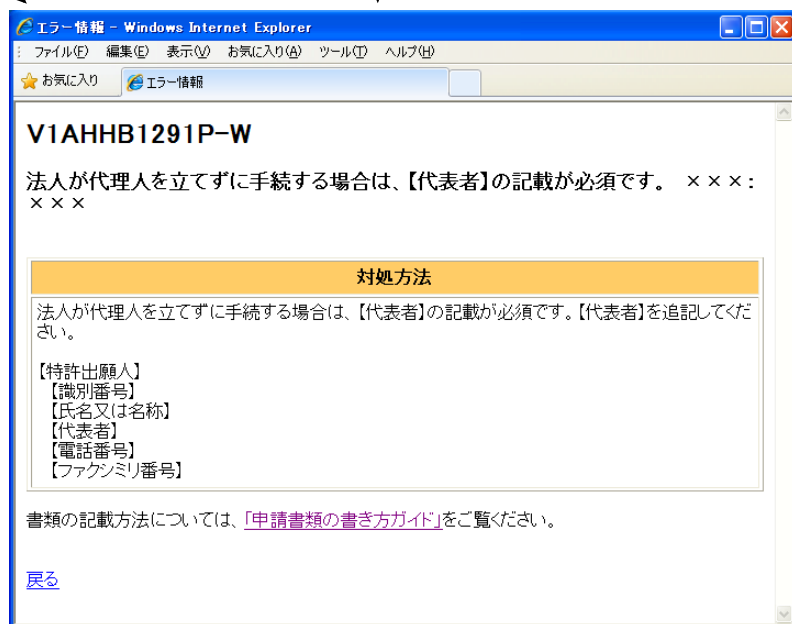 エラー情報 - Windows Internet Explorer
ファイル(F) 編集(E) 表示(V) お気に入り(A) ツール(T) ヘルプ(H)
お気に入り エラー情報
V1AHHB1291P-W
法人が代理人を立てずに手続する場合は、【代表者】の記載が必須です。 ×××:
×××
対処方法
法人が代理人を立てずに手続する場合は、【代表者】の記載が必須です。【代表者】を追記してくだ
さい。
【特許出願人】
【識別番号】
【氏名又は名称】
【代表者】
【電話番号】
【ファクシミリ番号】
書類の記載方法については、「申請書類の書き方ガイド」をご覧ください。
戻る